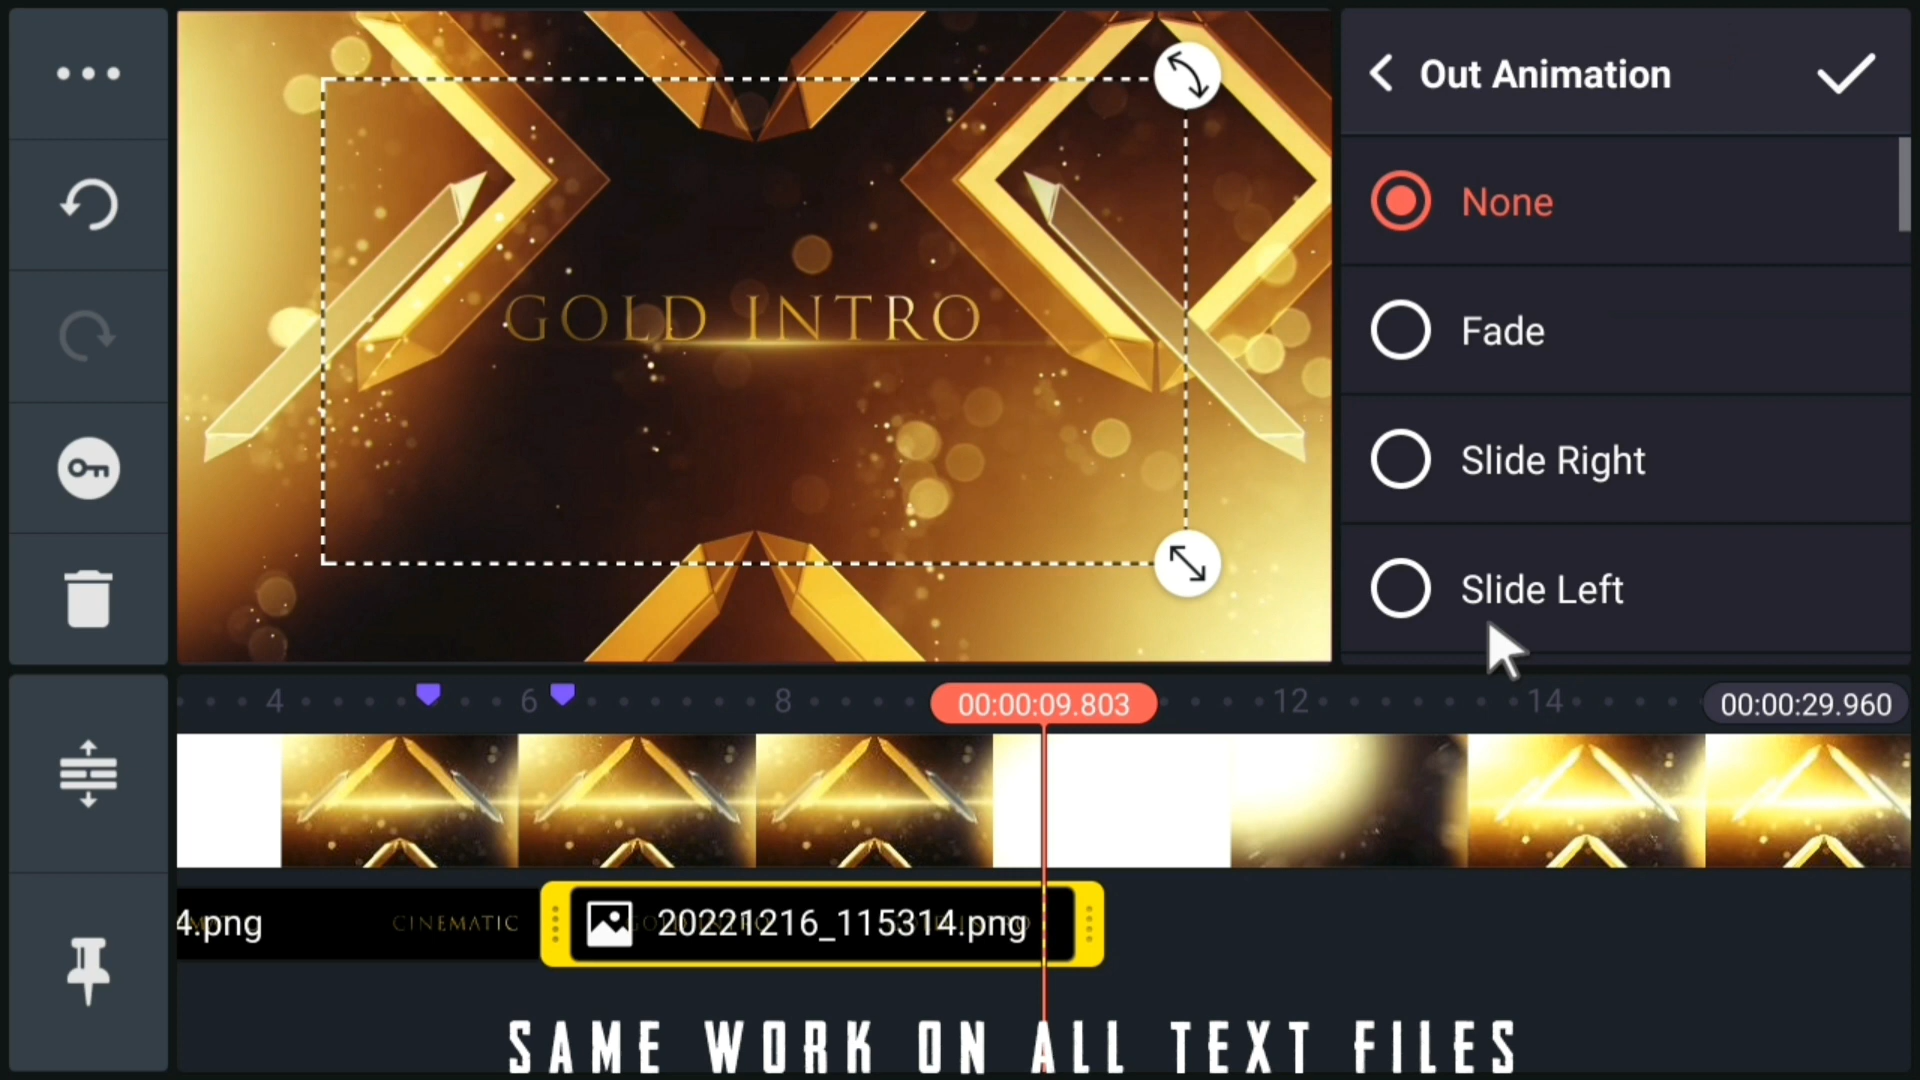 Out Animation
None
Fade
Slide Right
Slide Left
GOLD INTRO
4
6
8
00:00:09.803
12
14
00:00:29.960
4.png
CINEMATIC
20221216_115314.png
SAME WORK ON ALL TEXT FILES